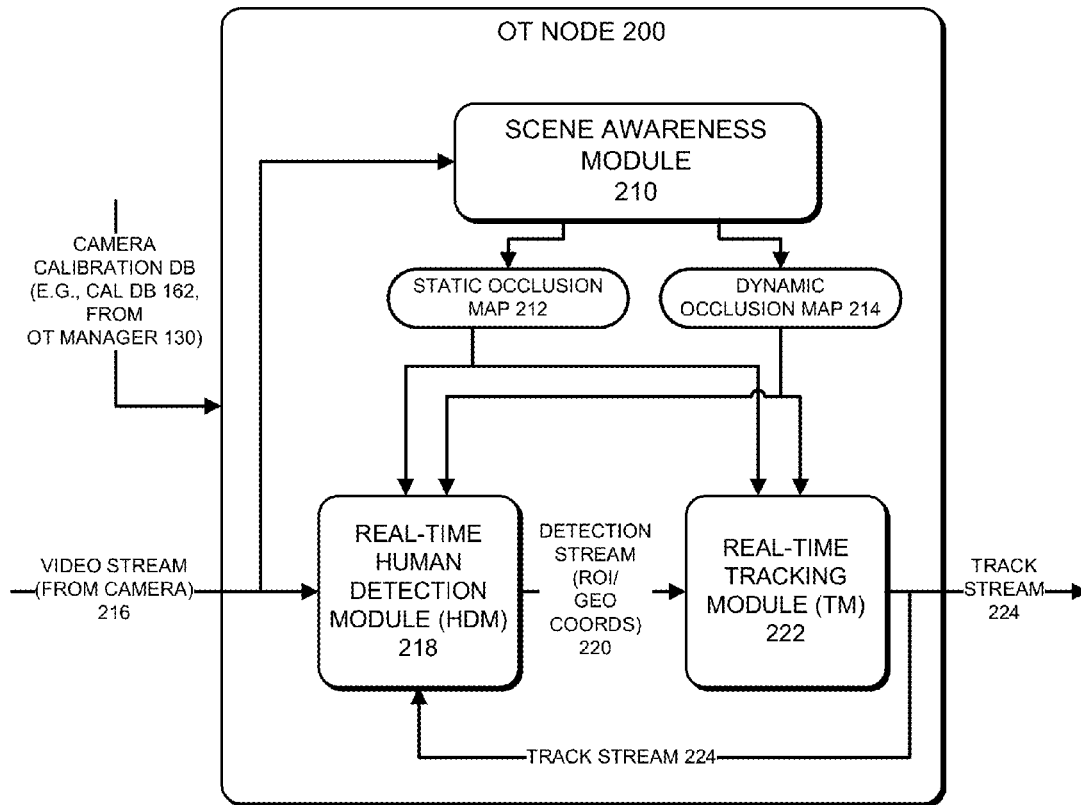 OT NODE 200
SCENE AWARENESS
MODULE
210
CAMERA
CALIBRATION DB
(E.G., CAL DB 162,
FROM
OT MANAGER 130)
STATIC OCCLUSION
MAP 212
DYNAMIC
OCCLUSION MAP 214
VIDEO STREAM
(FROM CAMERA)
216
REAL-TIME
HUMAN
DETECTION
MODULE (HDM)
218
DETECTION
STREAM
(ROI/
GEO
COORDS)
220
REAL-TIME
TRACKING
MODULE (TM)
222
TRACK
STREAM
224
TRACK STREAM 224